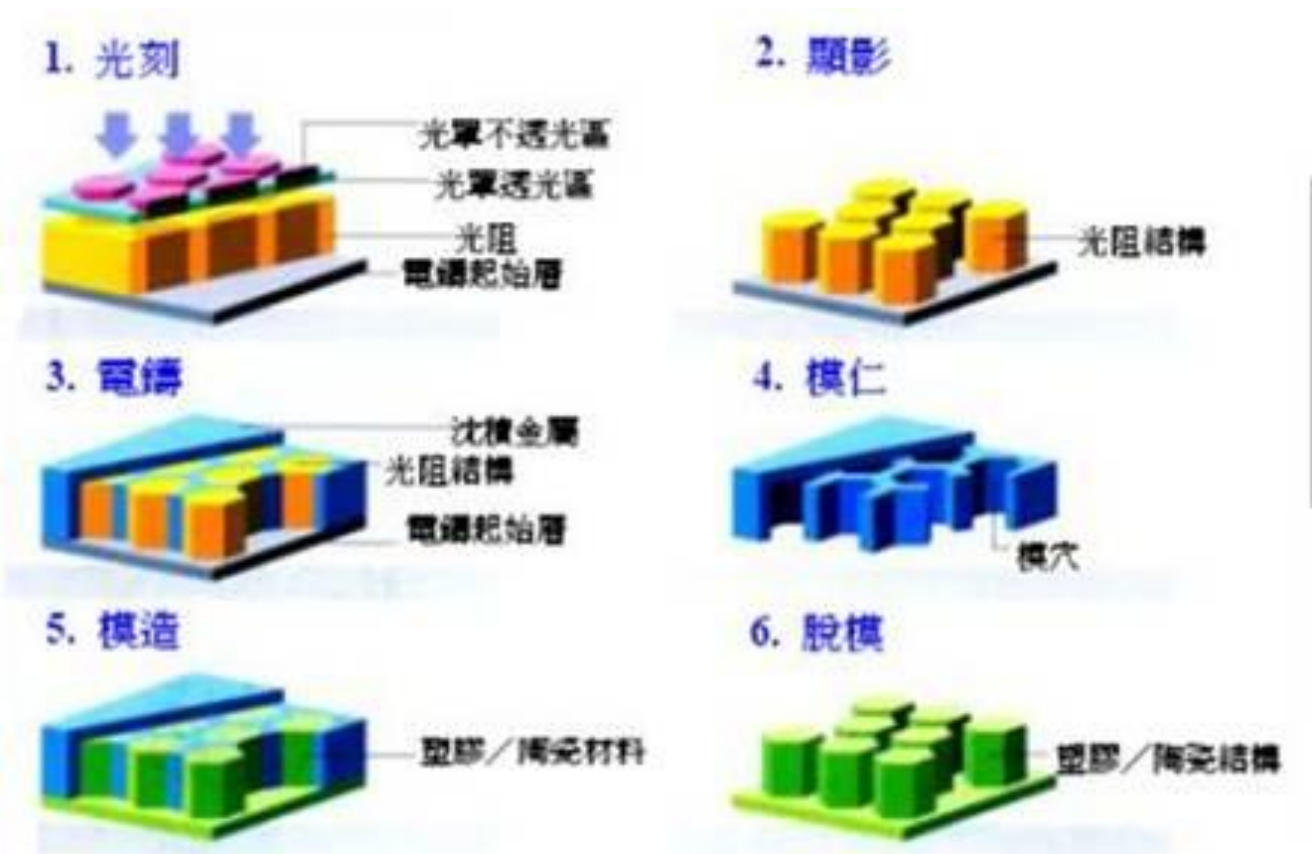 1. 光刻
光罩不透光區
光罩透光區
光阻
電鑄起始層
2. 顯影
光阻結構
3. 電鑄
沈積金屬
光阻結構
電鑄起始層
4. 模仁
模穴
5. 模造
塑膠／陶瓷材料
6. 脫模
塑膠／陶瓷結構